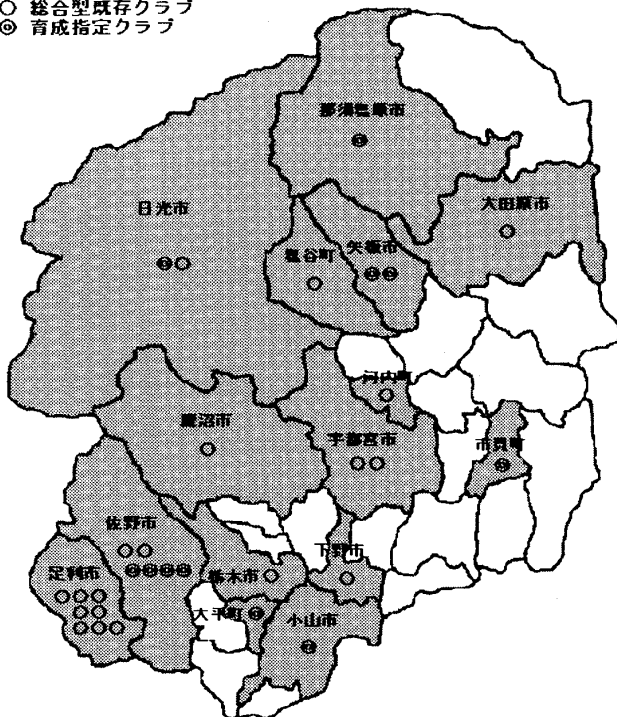 ○ 総合型既存クラブ
◎ 育成指定クラブ
那須塩原市
日光市
大田原市
塩谷町
矢板市
河内町
鹿沼市
宇都宮市
市貝町
佐野市
下野市
足利市
栃木市
大平町
小山市